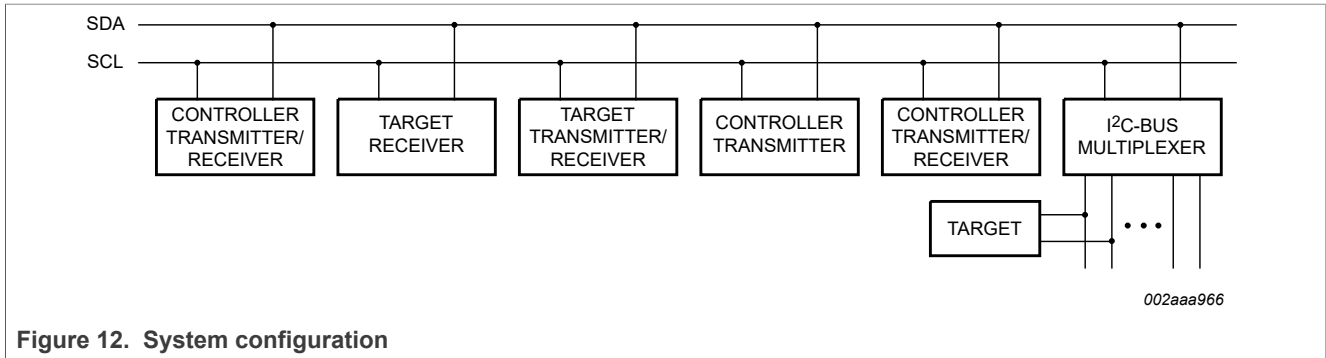 SDA
SCL
CONTROLLER
TRANSMITTER/
RECEIVER
TARGET
RECEIVER
TARGET
TRANSMITTER/
RECEIVER
CONTROLLER
TRANSMITTER
CONTROLLER
TRANSMITTER/
RECEIVER
I²C-BUS
MULTIPLEXER
TARGET
002aaa966
Figure 12. System configuration